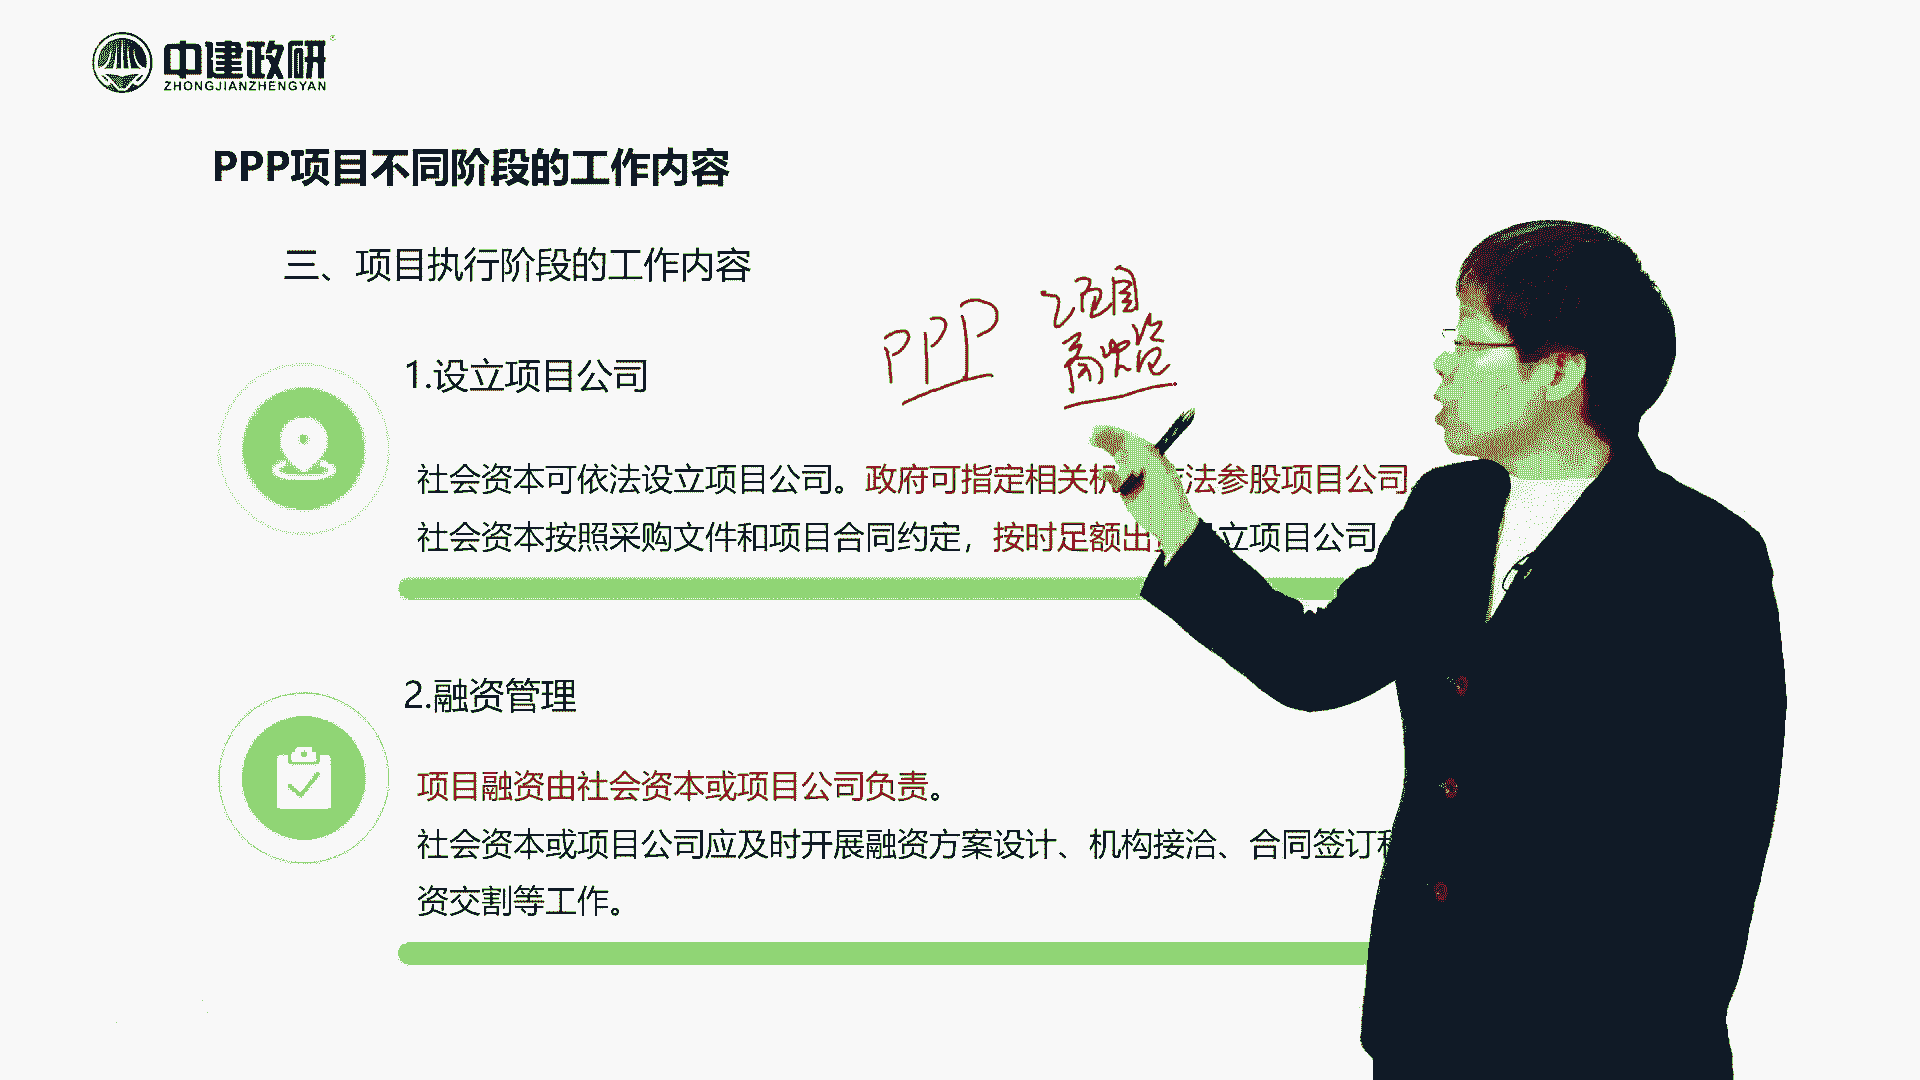 中建政研
ZHONGJIANZHENGYAN
PPP项目不同阶段的工作内容
三、项目执行阶段的工作内容
PPP 项目
融资
1.设立项目公司
社会资本可依法设立项目公司。政府可指定相关机 法参股项目公司
社会资本按照采购文件和项目合同约定，按时足额出 立项目公司
2.融资管理
项目融资由社会资本或项目公司负责。
社会资本或项目公司应及时开展融资方案设计、机构接洽、合同签订
资交割等工作。